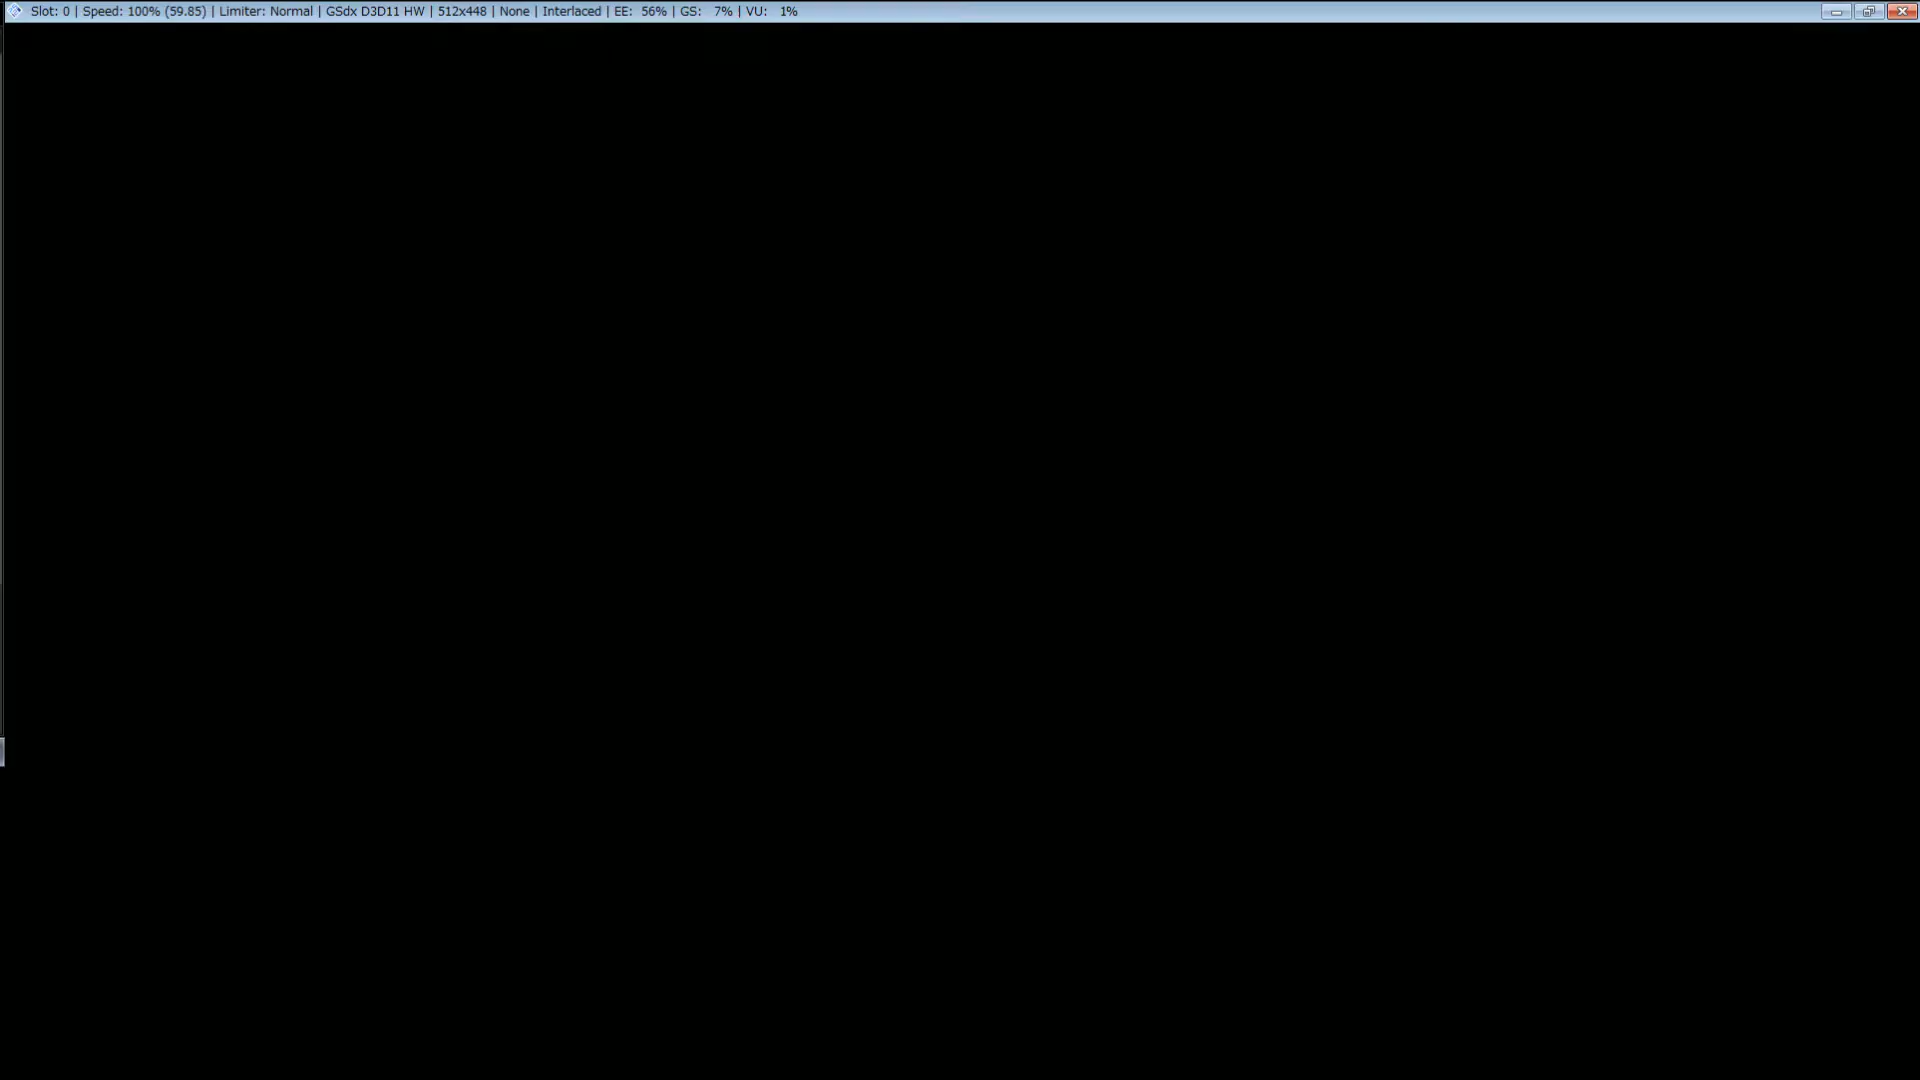 Slot: 0 | Speed: 100% (59.85) | Limiter: Normal | GSdx D3D11 HW | 512x448 | None | Interlaced | EE: 56% | GS: 7% | VU: 1%